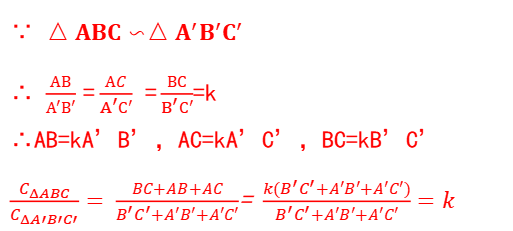 ∵ △ ABC ∽△ A′B′C′
∴ AB/A′B′ = AC/A′C′ = BC/B′C′=k
∴AB=kA’B’，AC=kA’C’，BC=kB’C’
C△ABC/C△A′B′C′ = BC+AB+AC/B′C′+A′B′+A′C′ = k(B′C′+A′B′+A′C′)/B′C′+A′B′+A′C′ = k